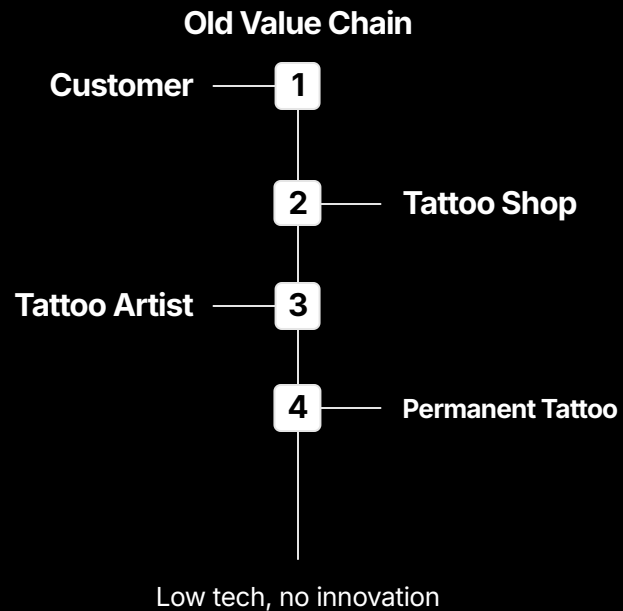 Old Value Chain
Customer
1
2
Tattoo Shop
Tattoo Artist
3
4
Permanent Tattoo
Low tech, no innovation